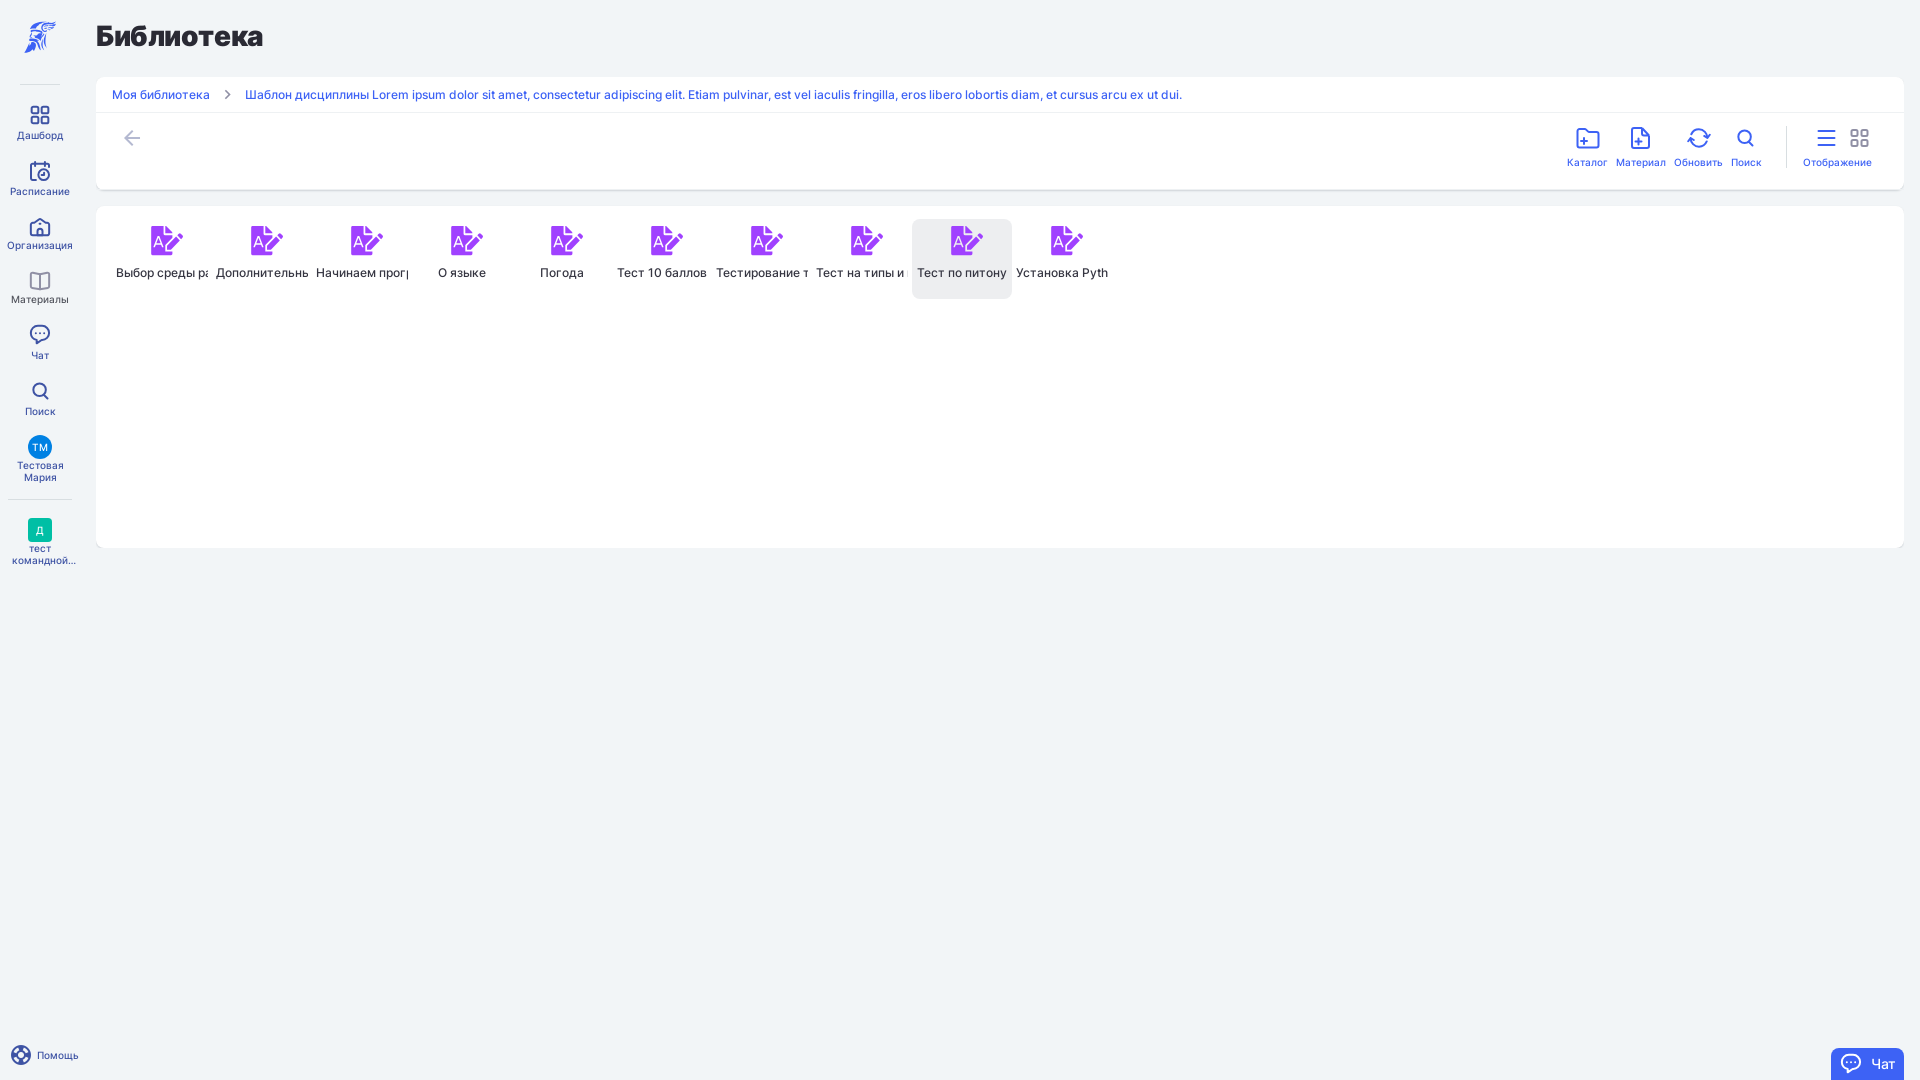 Библиотека
Моя библиотека
Шаблон дисциплины Lorem ipsum dolor sit amet, consectetur adipiscing elit. Etiam pulvinar, est vel iaculis fringilla, eros libero lobortis diam, et cursus arcu ex ut dui.
Каталог
Материал
Обновить
Поиск
Отображение
Дашборд
Расписание
Организация
Материалы
Чат
Поиск
ТМ
Тестовая
Мария
Д
тест
командной...
Выбор среды ра
Дополнительны
Начинаем прогр
О языке
Погода
Тест 10 баллов
Тестирование т
Тест на типы и
Тест по питону
Установка Pyth
Помощь
Чат